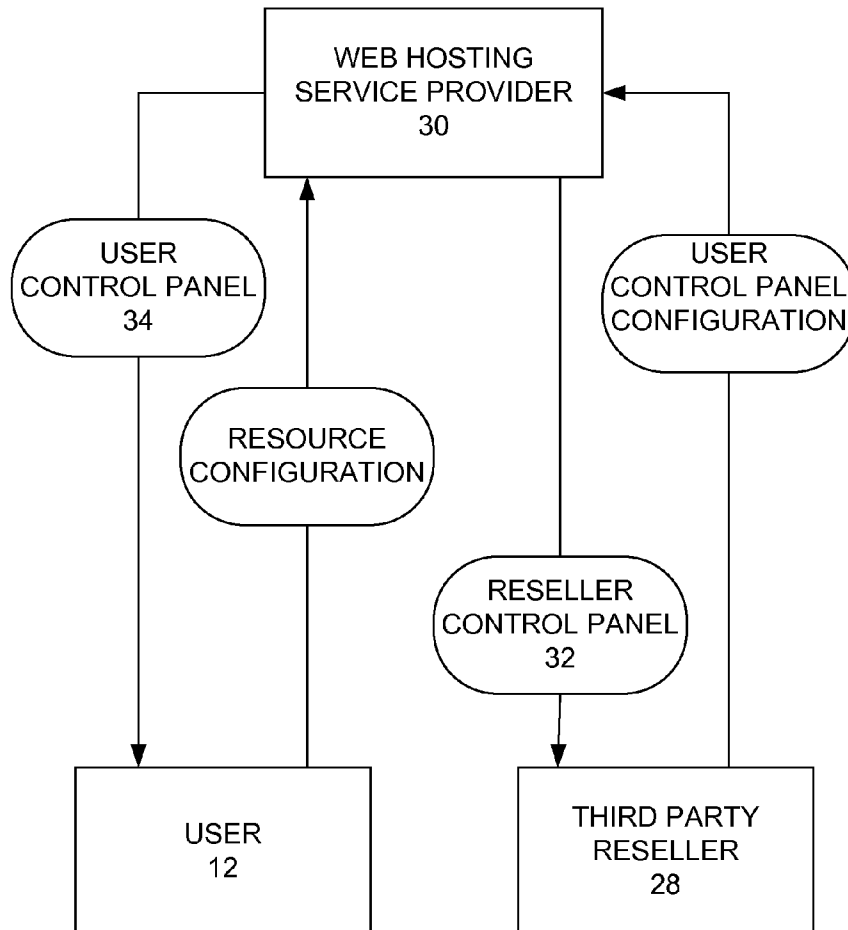 WEB HOSTING
SERVICE PROVIDER
30
USER
CONTROL PANEL
34
USER
CONTROL PANEL
CONFIGURATION
RESOURCE
CONFIGURATION
RESELLER
CONTROL PANEL
32
USER
12
THIRD PARTY
RESELLER
28